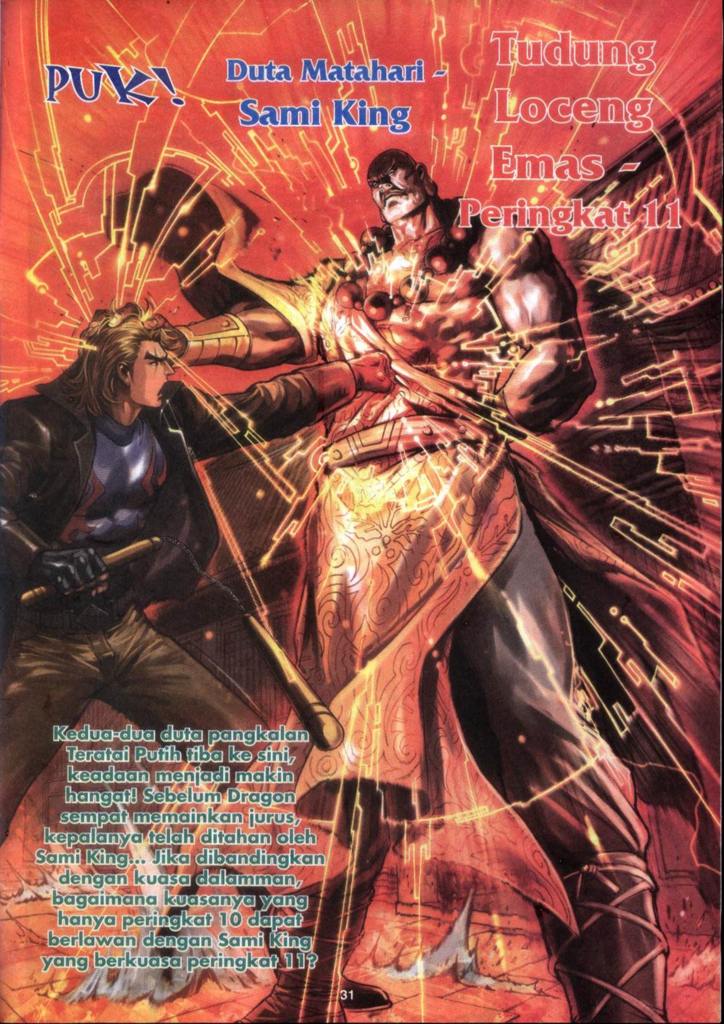 PUK!
Duta Matahari -
Sami King
Tudung
Loceng
Emas -
Peringkat 11
Kedua-dua duta pangkalan
Teratai Putih tiba ke sini,
keadaan menjadi makin
hangat! Sebelum Dragon
sempat memainkan jurus,
kepalanya telah ditahan oleh
Sami King... Jika dibandingkan
dengan kuasa dalamman,
bagaimana kuasanya yang
hanya peringkat 10 dapat
berlawan dengan Sami King
yang berkuasa peringkat 11?
31